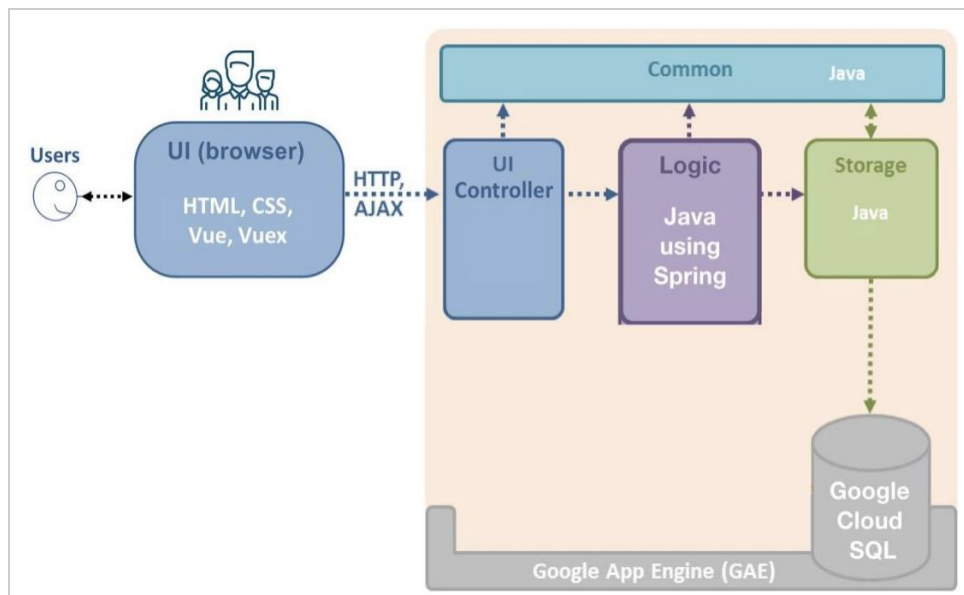 Common
Java
Users
UI (browser)
HTML, CSS,
Vue, Vuex
HTTP,
AJAX
UI
Controller
Logic
Java
using
Spring
Storage
Java
Google
Cloud
SQL
Google App Engine (GAE)